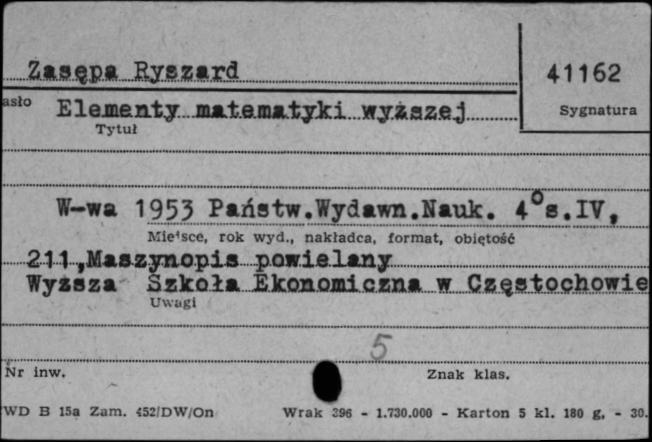 Zasępa Ryszard
41162
asło Elementy matematyki wyższej
Sygnatura
Tytuł
W-wa 1953 Państw.Wydawn.Nauk. 4°s.IV,
Miejsce, rok wyd., nakładca, format, obiętość
211,Maszynopis powielany
Wyższa Szkoła Ekonomiczna w Częstochowie
Uwagi
5
Nr inw.
Znak klas.
WD B 15a Zam. 452/DW/On Wrak 396 - 1.730.000 - Karton 5 kl. 180 g. - 30.